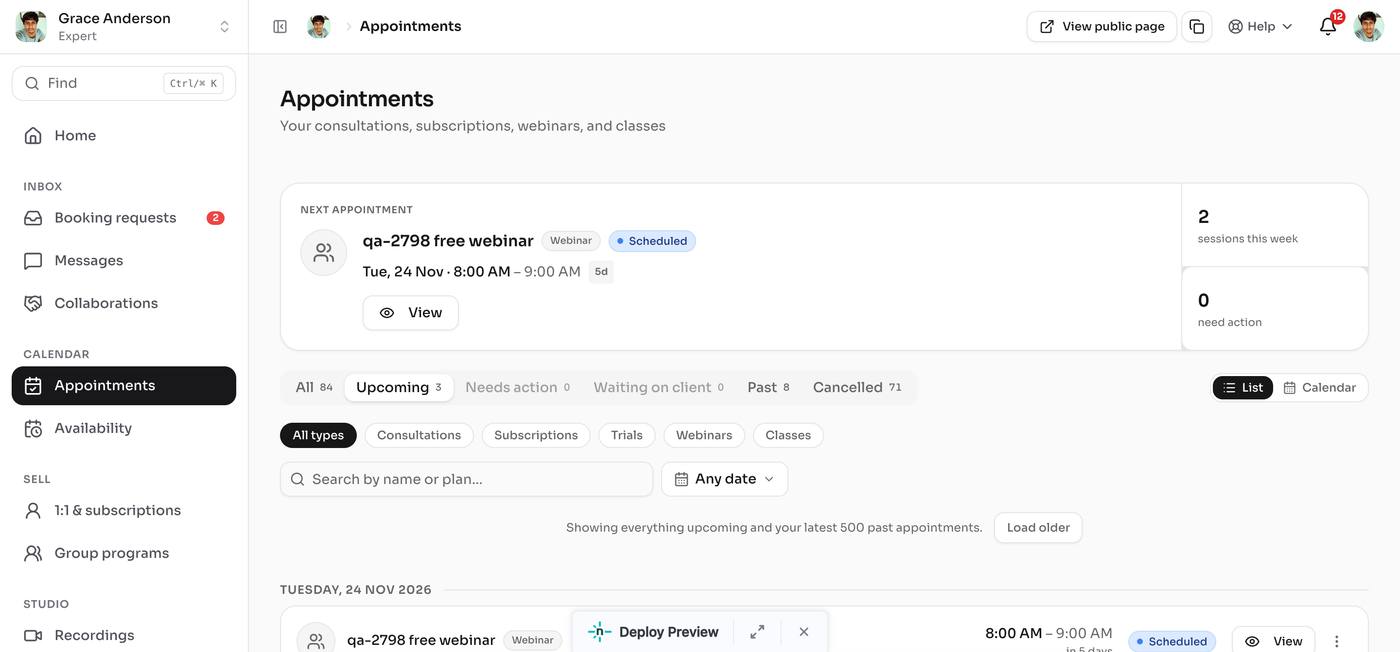 Grace Anderson
Expert
Find
Ctrl/⌘ K
Home
INBOX
Booking requests 2
Messages
Collaborations
CALENDAR
Appointments
Availability
SELL
1:1 & subscriptions
Group programs
STUDIO
Recordings
Appointments
View public page
Help
12
Appointments
Your consultations, subscriptions, webinars, and classes
NEXT APPOINTMENT
qa-2798 free webinar Webinar Scheduled
Tue, 24 Nov · 8:00 AM – 9:00 AM 5d
View
2
sessions this week
0
need action
All 84 Upcoming 3 Needs action 0 Waiting on client 0 Past 8 Cancelled 71
List Calendar
All types Consultations Subscriptions Trials Webinars Classes
Search by name or plan...
Any date
Showing everything upcoming and your latest 500 past appointments. Load older
TUESDAY, 24 NOV 2026
qa-2798 free webinar Webinar
8:00 AM – 9:00 AM Scheduled View
in 5 days
n Deploy Preview